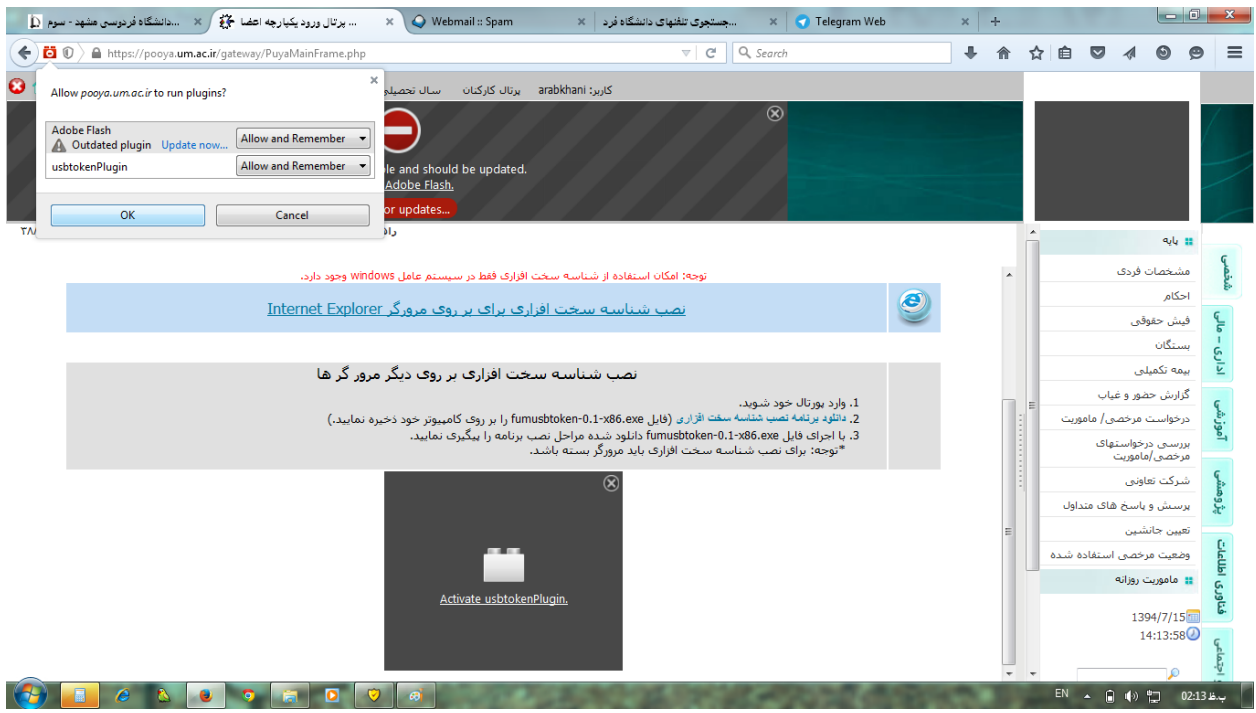 دانشگاه فردوسی مشهد - سوم...
پرتال ورود یکپارچه اعضا ...
Webmail :: Spam
جستجوی تلفنهای دانشگاه فرد...
Telegram Web
https://pooya.um.ac.ir/gateway/PuyaMainFrame.php
Search
Allow pooya.um.ac.ir to run plugins?
Adobe Flash
Outdated plugin Update now...
Allow and Remember
usbtokenPlugin
Allow and Remember
OK
Cancel
کاربر: arabkhani پرتال کارکنان سال تحصیلی
le and should be updated.
Adobe Flash.
or updates...
توجه: امکان استفاده از شناسه سخت افزاری فقط در سیستم عامل windows وجود دارد.
نصب شناسه سخت افزاری برای بر روی مرورگر Internet Explorer
نصب شناسه سخت افزاری بر روی دیگر مرور گر ها
1. وارد پورتال خود شوید.
2. دانلود برنامه نصب شناسه سخت افزاری (فایل fumusbtoken-0.1-x86.exe را بر روی کامپیوتر خود ذخیره نمایید.)
3. با اجرای فایل fumusbtoken-0.1-x86.exe دانلود شده مراحل نصب برنامه را پیگیری نمایید.
*توجه: برای نصب شناسه سخت افزاری باید مرورگر بسته باشد.
Activate usbtokenPlugin.
پایه
مشخصات فردی
احکام
فیش حقوقی
بستگان
بیمه تکمیلی
گزارش حضور و غیاب
درخواست مرخصی/ ماموریت
بررسی درخواستهای
مرخصی/ماموریت
شرکت تعاونی
پرسش و پاسخ های متداول
تعیین جانشین
وضعیت مرخصی استفاده شده
ماموریت روزانه
1394/7/15
14:13:58
شخصی
اداری - مالی
آموزشی
پژوهشی
فناوری اطلاعات
اجتماعی
EN
02:13 ب.ظ